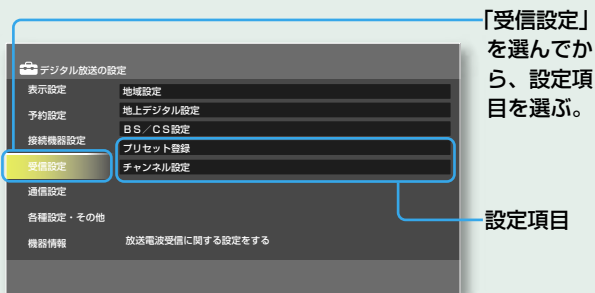 デジタル放送の設定
表示設定
予約設定
接続機器設定
受信設定
通信設定
各種設定・その他
機器情報
地域設定
地上デジタル設定
ＢＳ／ＣＳ設定
プリセット登録
チャンネル設定
放送電波受信に関する設定をする
「受信設定」
を選んでか
ら、設定項
目を選ぶ。
設定項目